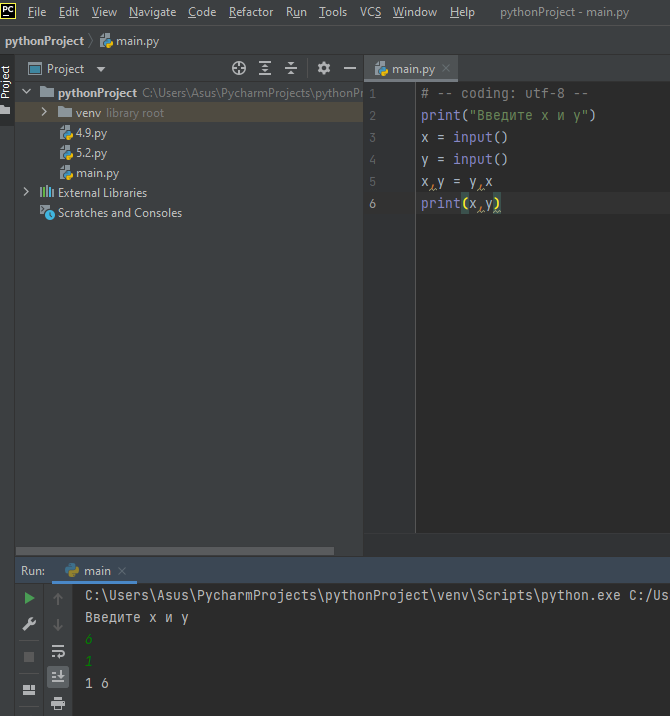 PC File Edit View Navigate Code Refactor Run Tools VCS Window Help pythonProject - main.py
pythonProject main.py
Project
Project
main.py
pythonProject C:\Users\Asus\PycharmProjects\pythonPr
venv library root
4.9.py
5.2.py
main.py
External Libraries
Scratches and Consoles
1 # -- coding: utf-8 --
2 print("Введите x и y")
3 x = input()
4 y = input()
5 x,y = y,x
6 print(x,y)
Run: main
C:\Users\Asus\PycharmProjects\pythonProject\venv\Scripts\python.exe C:/Us
Введите x и y
6
1
1 6